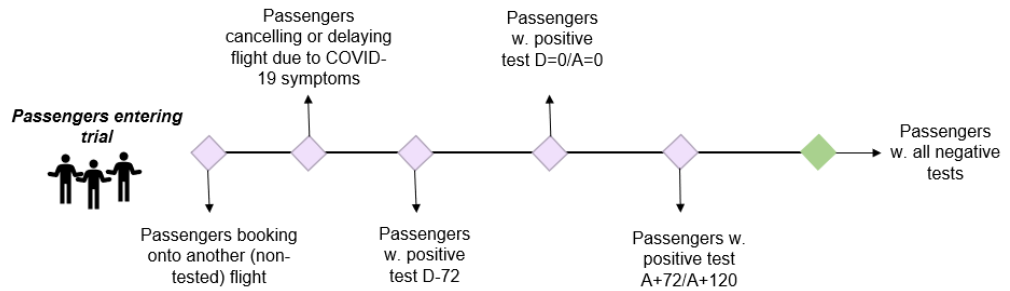 Passengers entering
trial
Passengers booking
onto another (non-
tested) flight
Passengers
cancelling or delaying
flight due to COVID-
19 symptoms
Passengers
w. positive
test D-72
Passengers
w. positive
test D=0/A=0
Passengers w.
positive test
A+72/A+120
Passengers
w. all negative
tests